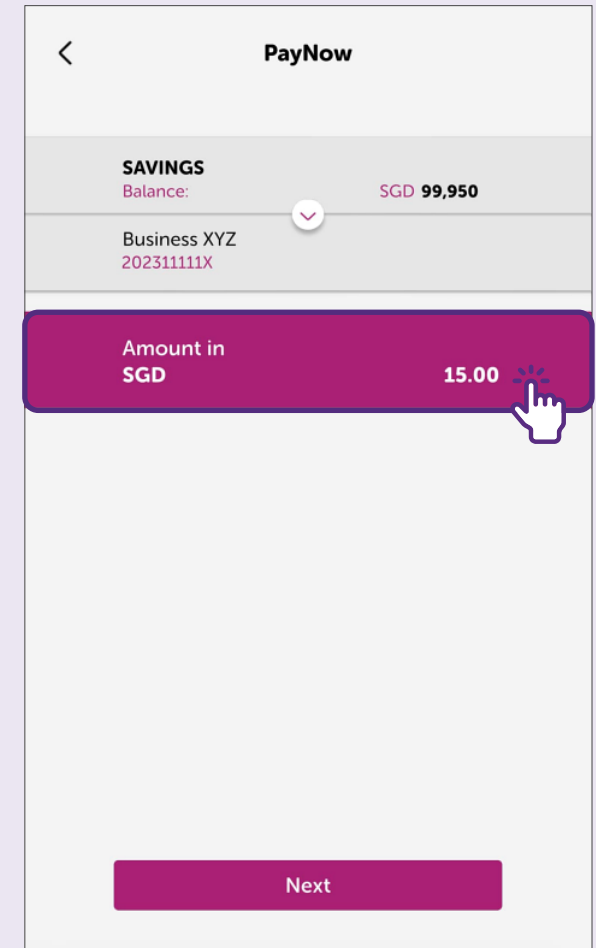 PayNow
SAVINGS
Balance: SGD 99,950
Business XYZ
202311111X
Amount in
SGD 15.00
Next